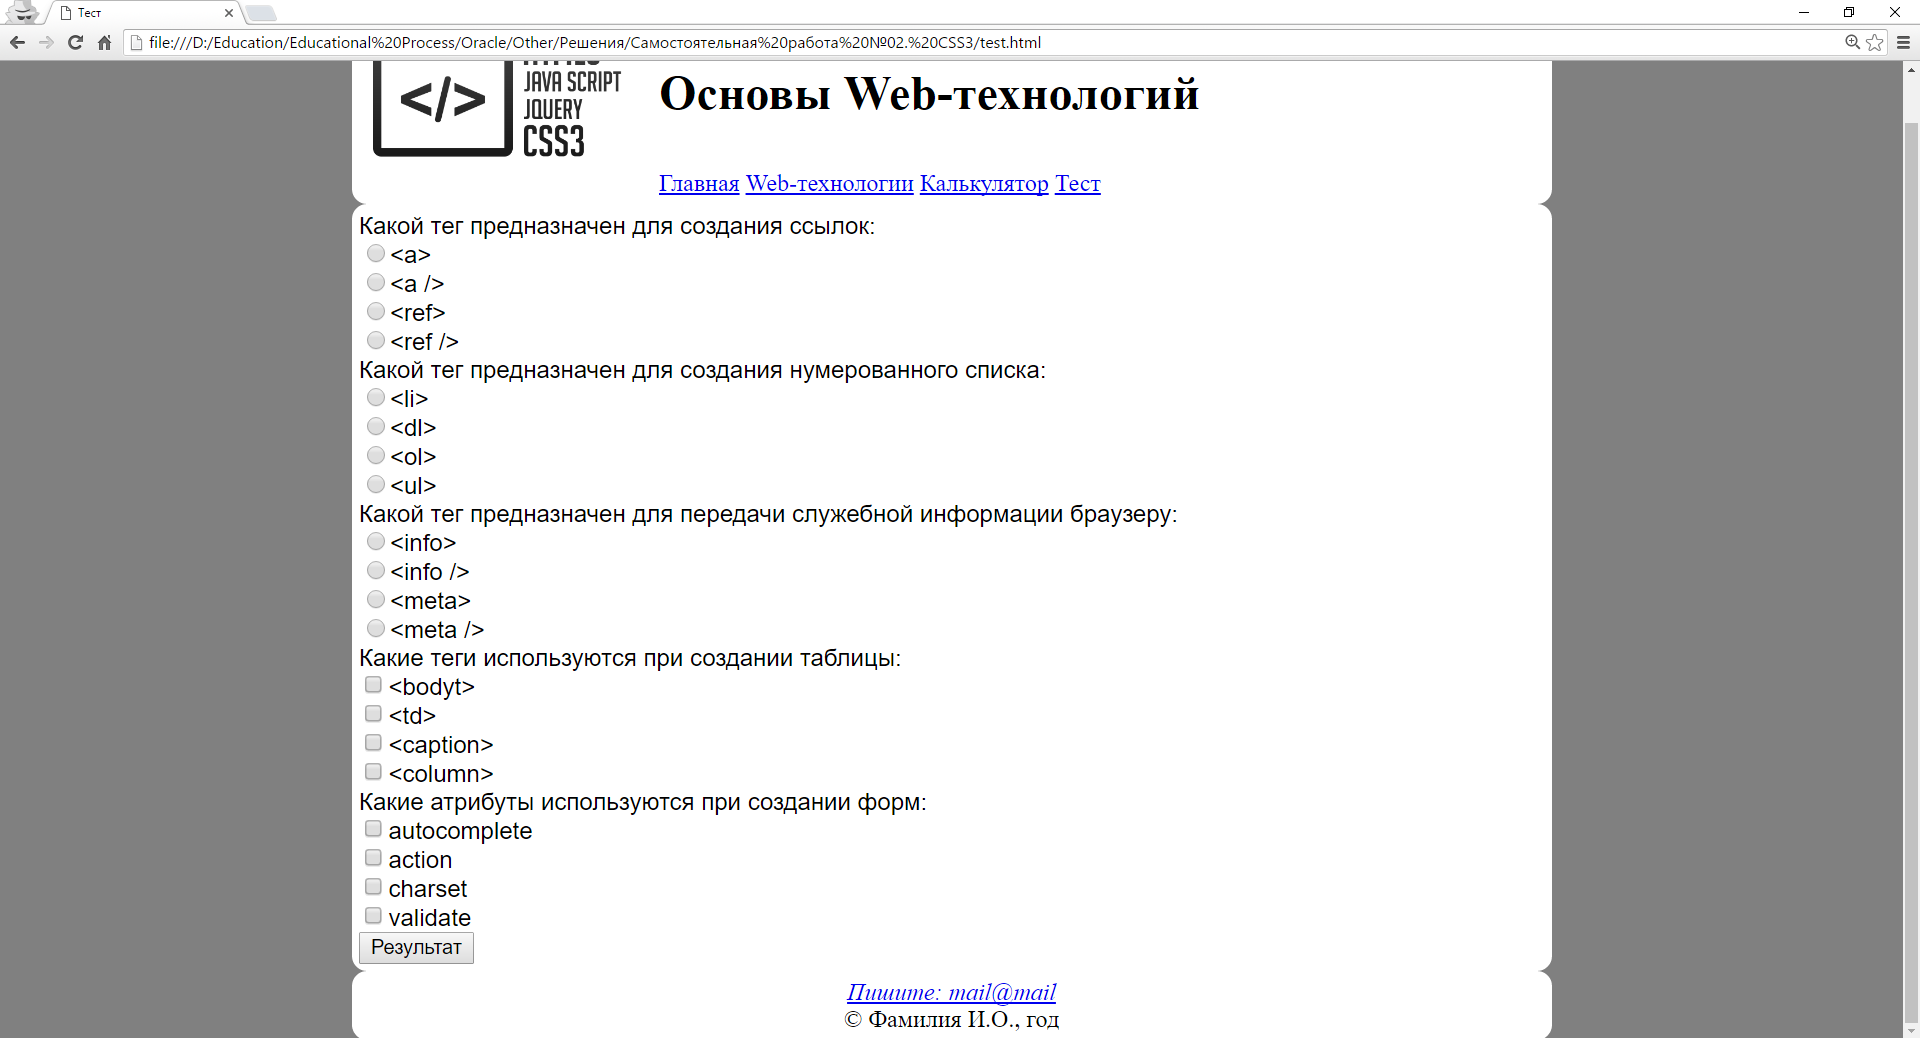 Тест
file:///D:/Education/Educational%20Process/Oracle/Other/Решения/Самостоятельная%20работа%20№02.%20CSS3/test.html
</>
JAVA SCRIPT
JQUERY
CSS3
Основы Web-технологий
Главная Web-технологии Калькулятор Тест
Какой тег предназначен для создания ссылок:
<a>
<a />
<ref>
<ref />
Какой тег предназначен для создания нумерованного списка:
<li>
<dl>
<ol>
<ul>
Какой тег предназначен для передачи служебной информации браузеру:
<info>
<info />
<meta>
<meta />
Какие теги используются при создании таблицы:
<bodyt>
<td>
<caption>
<column>
Какие атрибуты используются при создании форм:
autocomplete
action
charset
validate
Результат
Пишите: mail@mail
© Фамилия И.О., год